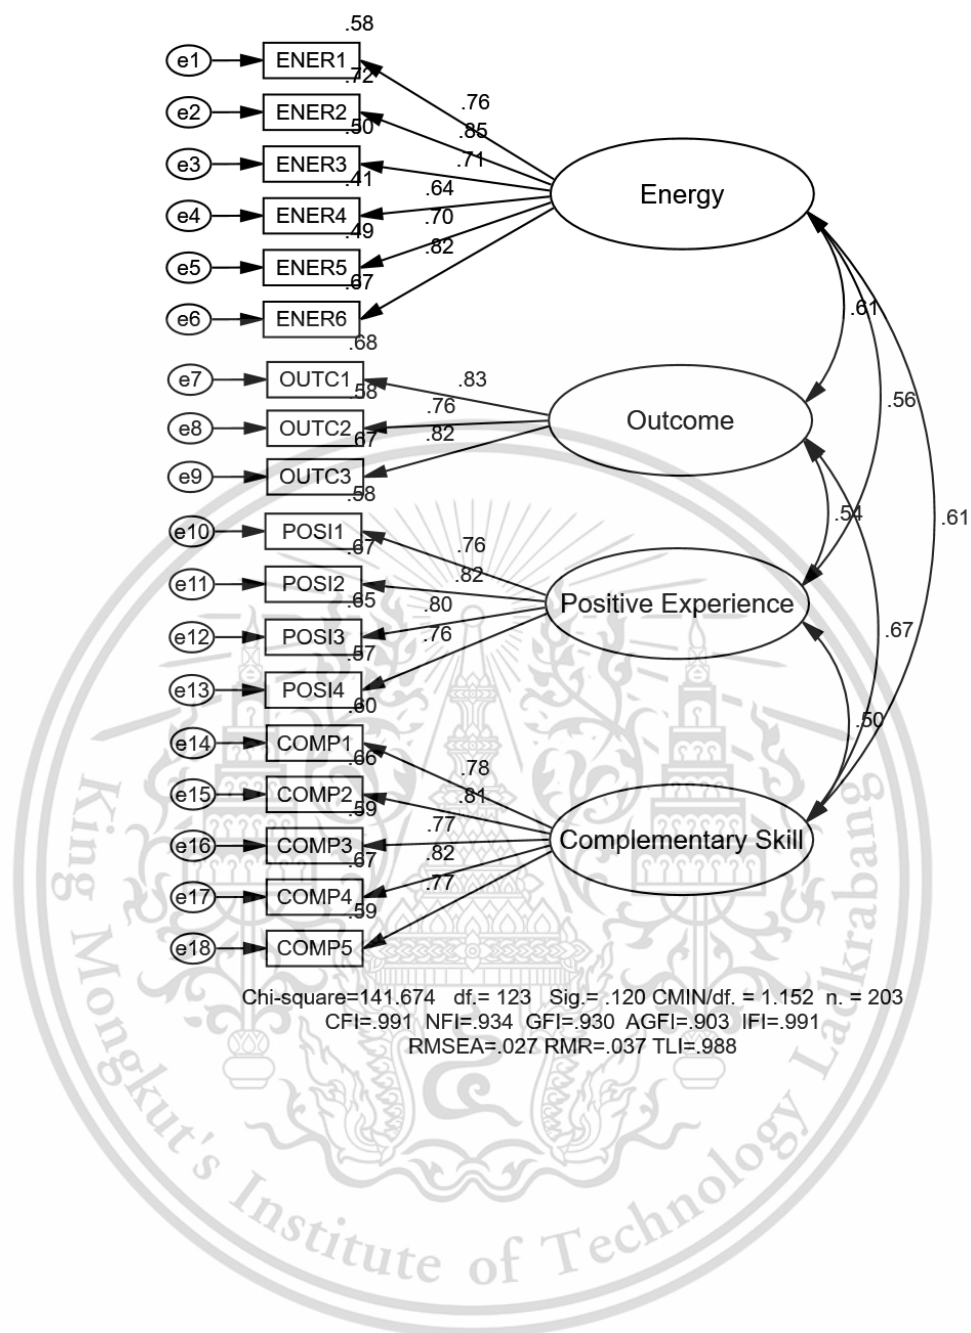 .58
e1 ENER1
.72
.76
e2 ENER2
.50
.85
e3 ENER3
.71
.41
e4 ENER4
.64
.49
.70
e5 ENER5
.82
.67
e6 ENER6
Energy
.68
.61
e7 OUTC1
.83
.58
.56
e8 OUTC2
.76
.67
.82
Outcome
e9 OUTC3
.58
.54
.61
e10 POSI1
.67
.76
e11 POSI2
.82
.65
.80
Positive Experience
e12 POSI3
.76
.57
.67
e13 POSI4
.60
.50
e14 COMP1
.66
.78
e15 COMP2
.81
.59
.77
e16 COMP3
Complementary Skill
.67
.82
e17 COMP4
.77
.59
e18 COMP5
Chi-square=141.674 df.= 123 Sig.= .120 CMIN/df. = 1.152 n. = 203
CFI=.991 NFI=.934 GFI=.930 AGFI=.903 IFI=.991
RMSEA=.027 RMR=.037 TLI=.988
King Mongkut's Institute of Technology Ladkrabang